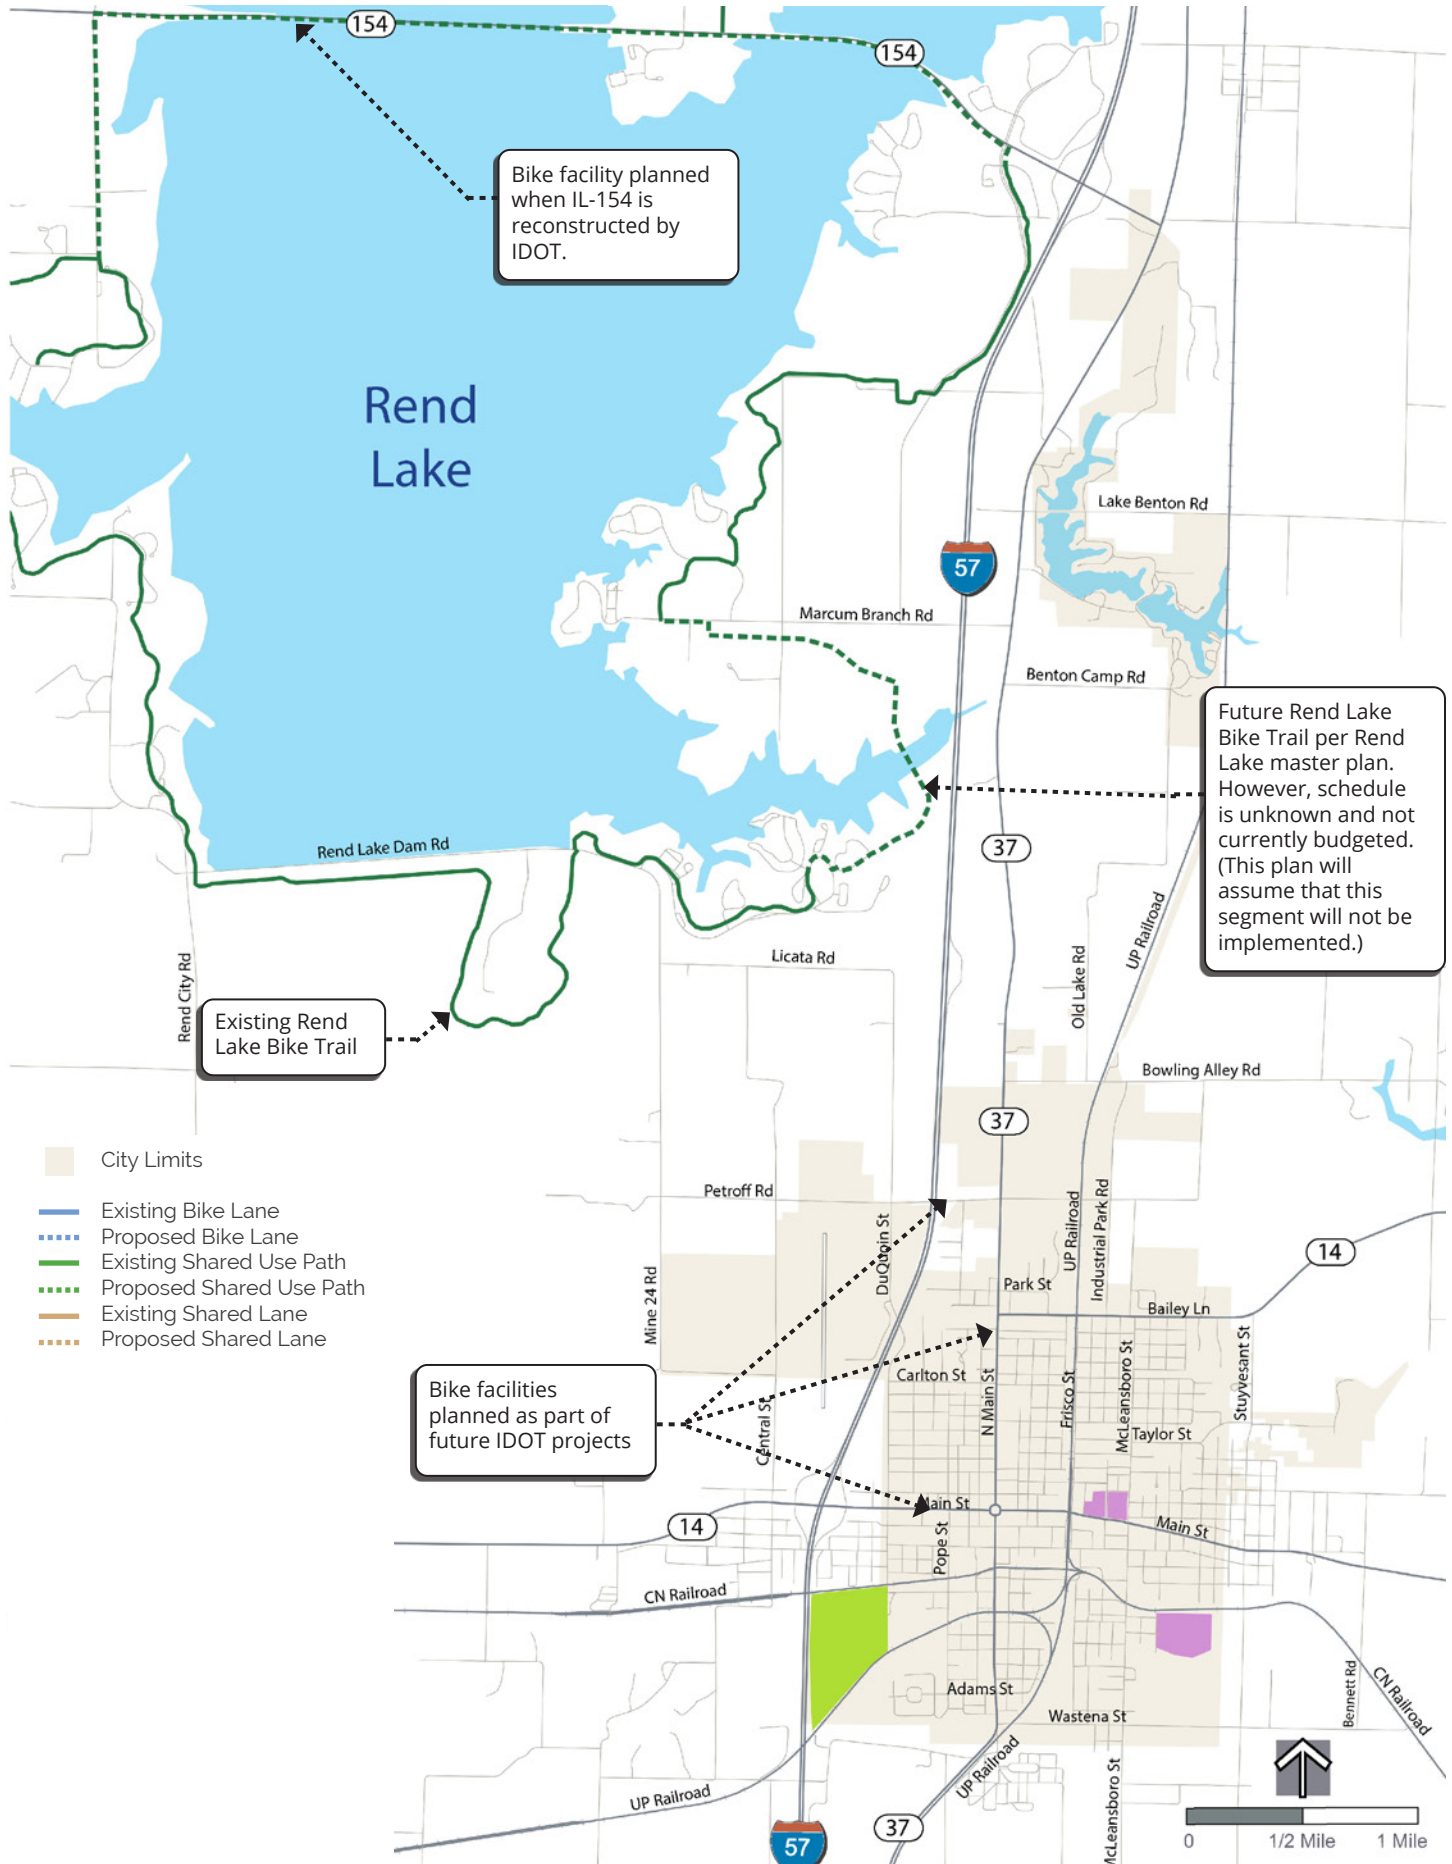 154
154
Bike facility planned
when IL-154 is
reconstructed by
IDOT.
Rend
Lake
Lake Benton Rd
57
Marcum Branch Rd
Benton Camp Rd
Future Rend Lake
Bike Trail per Rend
Lake master plan.
However, schedule
is unknown and not
currently budgeted.
(This plan will
assume that this
segment will not be
implemented.)
Rend Lake Dam Rd
37
UP Railroad
Licata Rd
Old Lake Rd
Rend City Rd
Existing Rend
Lake Bike Trail
Bowling Alley Rd
37
City Limits
Existing Bike Lane
Proposed Bike Lane
Existing Shared Use Path
Proposed Shared Use Path
Existing Shared Lane
Proposed Shared Lane
Petroff Rd
DuQuoin St
UP Railroad
Industrial Park Rd
14
Park St
Bailey Ln
Mine 24 Rd
Stuyvesant St
Carlton St
N Main St
Frisco St
McLeansboro St
Bike facilities
planned as part of
future IDOT projects
Central St
Taylor St
Main St
14
Main St
Pope St
CN Railroad
Adams St
Wastena St
Bennett Rd
CN Railroad
UP Railroad
UP Railroad
McLeansboro St
37
57
0 1/2 Mile 1 Mile